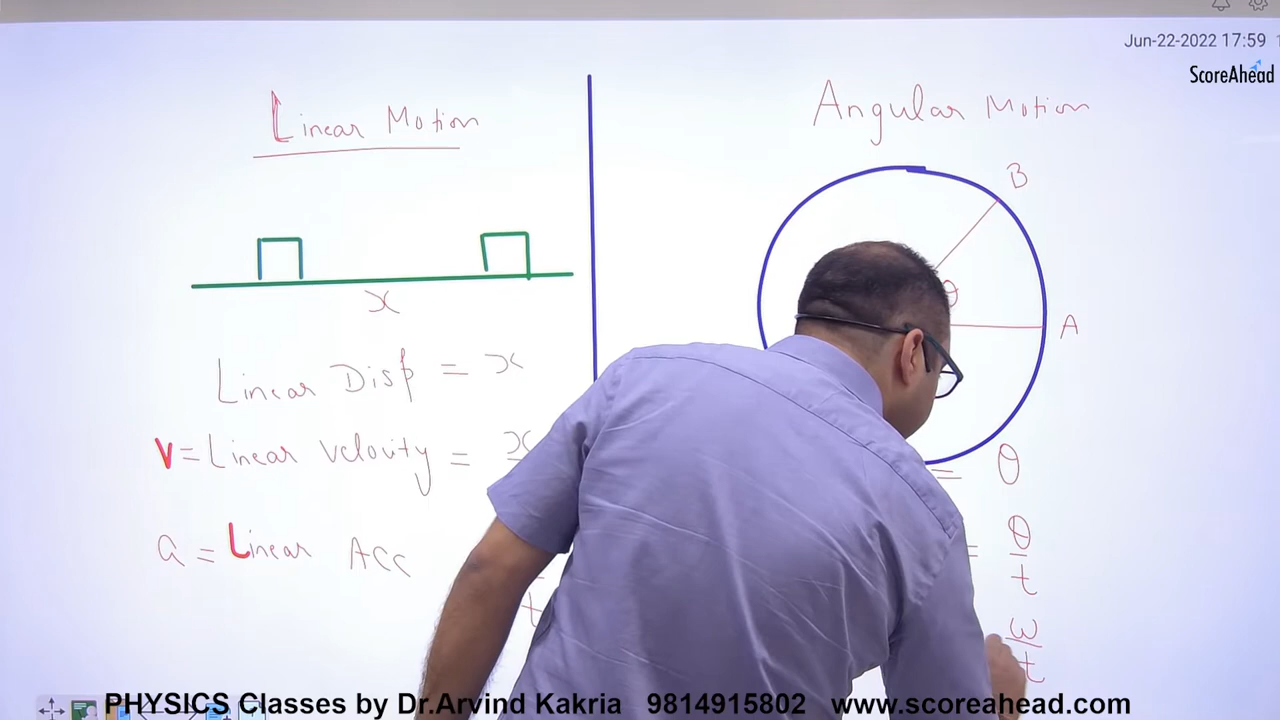 Jun-22-2022 17:59
ScoreAhead
Linear Motion
x
Linear Disp = x
v = Linear velocity = x
a = Linear Acc
t
Angular Motion
B
θ
A
= θ
= θ/t
ω/t
PHYSICS Classes by Dr.Arvind Kakria 9814915802 www.scoreahead.com